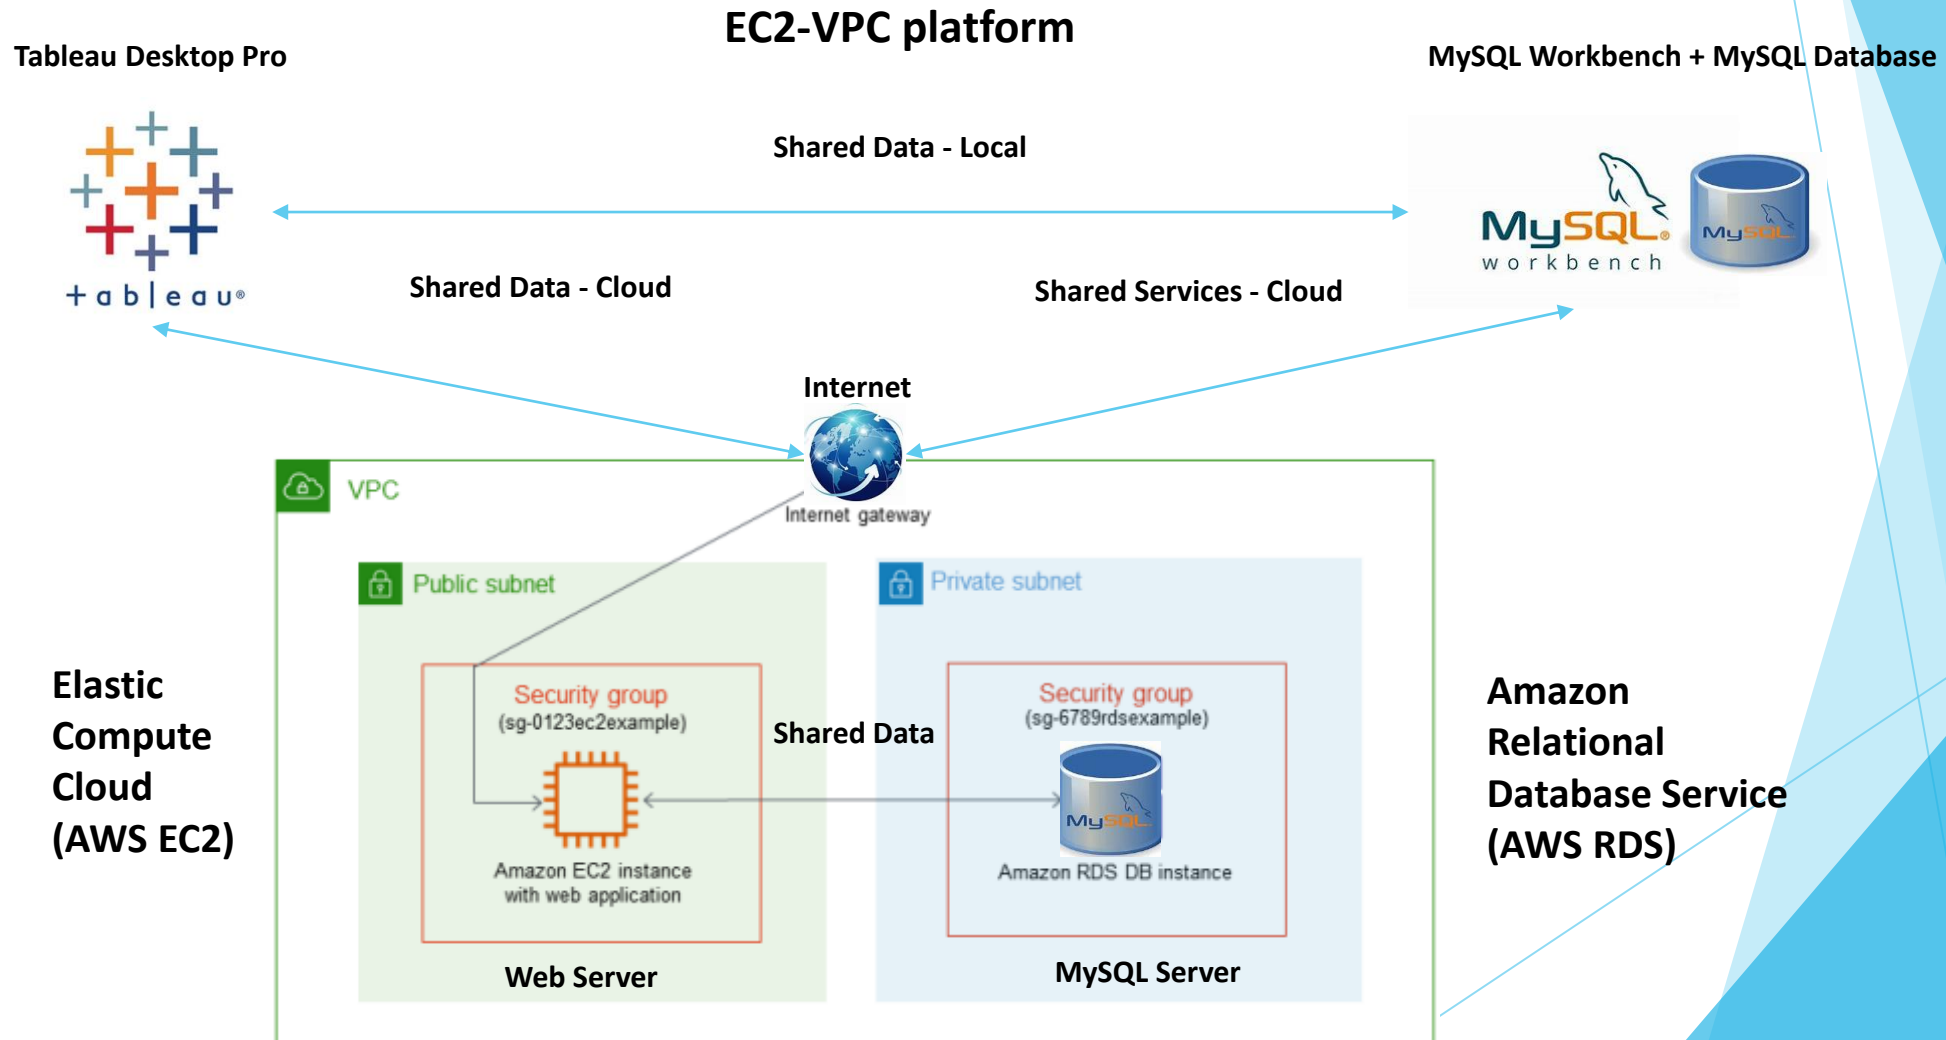 EC2-VPC platform
Tableau Desktop Pro
MySQL Workbench + MySQL Database
Shared Data - Local
+ableau®
MySQL®
workbench
MySQL
Shared Data - Cloud
Shared Services - Cloud
Internet
VPC
Internet gateway
Public subnet
Private subnet
Elastic
Compute
Cloud
(AWS EC2)
Security group
(sg-0123ec2example)
Amazon EC2 instance
with web application
Web Server
Shared Data
Security group
(sg-6789rdsexample)
MySQL
Amazon RDS DB instance
MySQL Server
Amazon
Relational
Database Service
(AWS RDS)